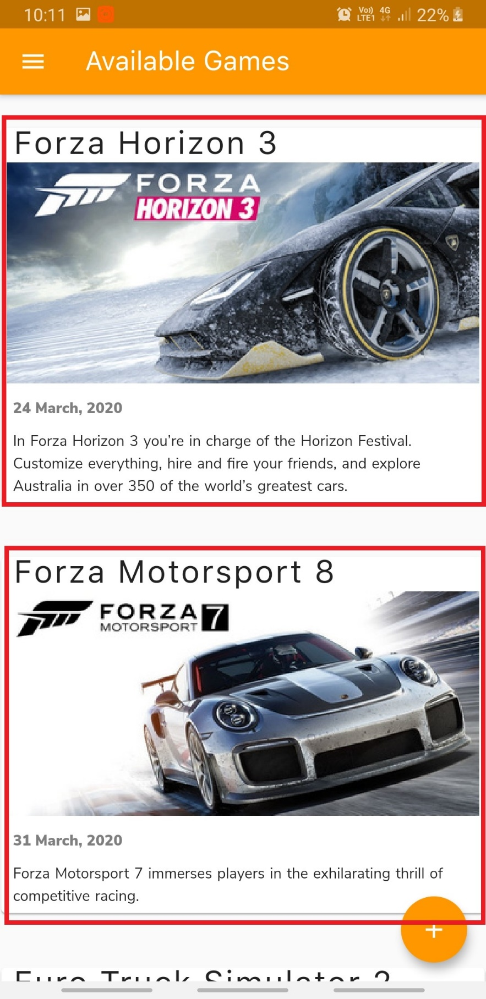 10:11 Vo)) LTE1 4G 22%
Available Games
Forza Horizon 3
FORZA
HORIZON 3
24 March, 2020
In Forza Horizon 3 you’re in charge of the Horizon Festival.
Customize everything, hire and fire your friends, and explore
Australia in over 350 of the world’s greatest cars.
Forza Motorsport 8
FORZA 7
MOTORSPORT
31 March, 2020
Forza Motorsport 7 immerses players in the exhilarating thrill of
competitive racing.
+
Euro Truck Simulator 2